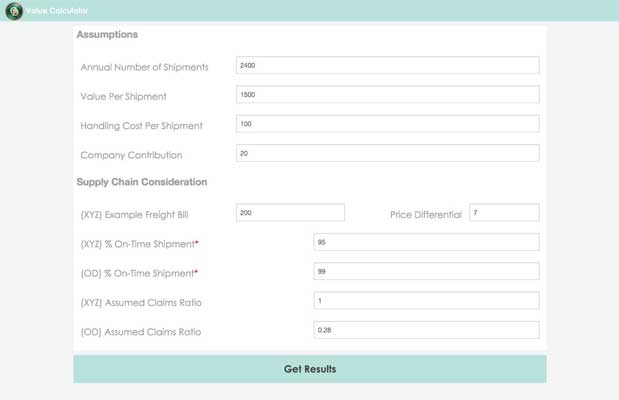 Value Calculator
Assumptions
Annual Number of Shipments 2400
Value Per Shipment 1500
Handling Cost Per Shipment 100
Company Contribution 20
Supply Chain Consideration
(XYZ) Example Freight Bill 200 Price Differential 7
(XYZ) % On-Time Shipment* 95
(OD) % On-Time Shipment* 99
(XYZ) Assumed Claims Ratio 1
(OD) Assumed Claims Ratio 0.28
Get Results